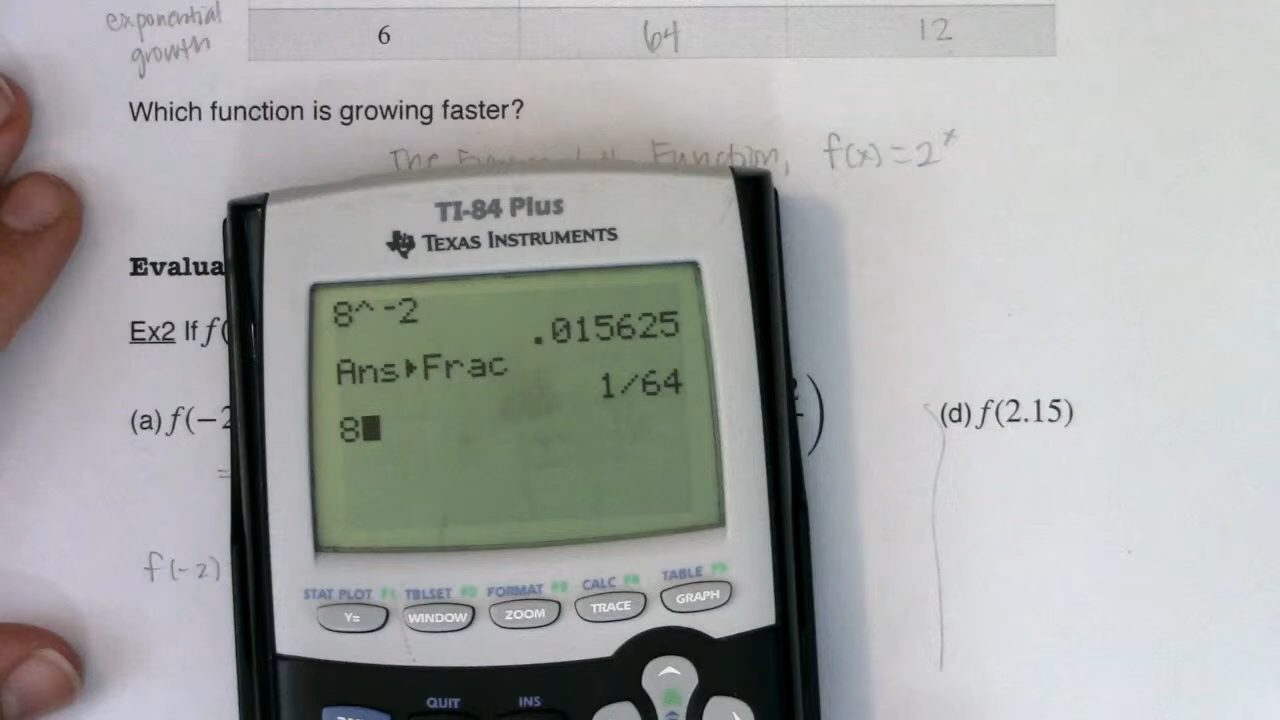 exponential
growth
6 64 12
Which function is growing faster?
The Function, f(x) = 2^x
TI-84 Plus
TEXAS INSTRUMENTS
Evalua
8^-2
.015625
Ex2 If f(
Ans▸Frac
1/64
8
(a) f(−2
)
(d) f(2.15)
=
f(-2)
STAT PLOT F1 TBLSET F2 FORMAT F3 CALC F4 TABLE F5
Y= WINDOW ZOOM TRACE GRAPH
QUIT INS